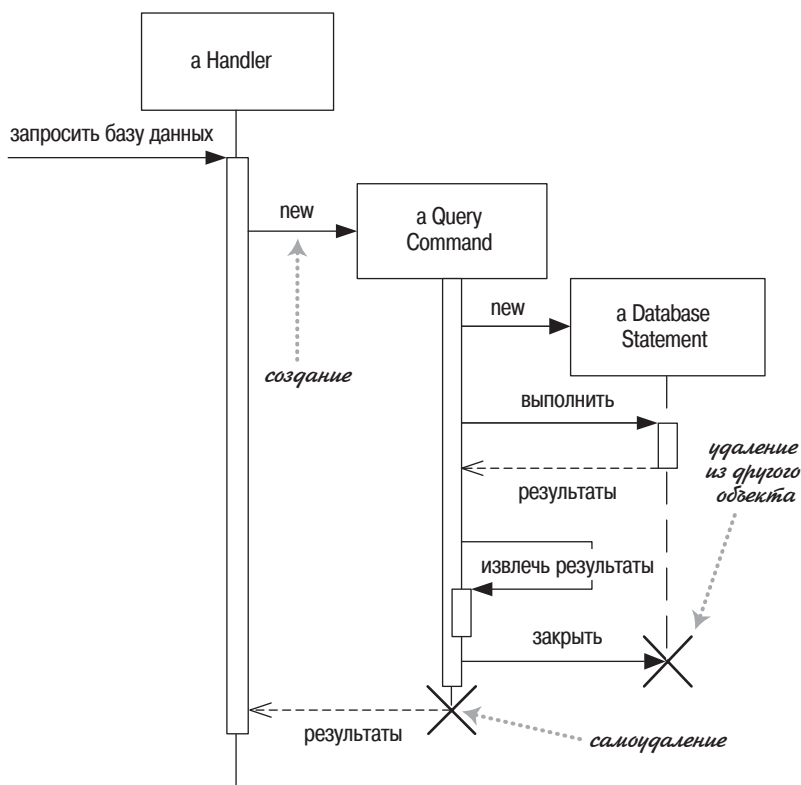 a Handler
запросить базу данных
new
a Query
Command
new
a Database
Statement
создание
выполнить
удаление
из другого
объекта
результаты
извлечь результаты
закрыть
результаты
самоудаление